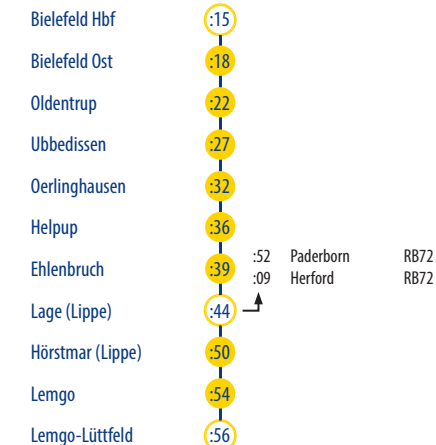 Bielefeld Hbf :15
Bielefeld Ost :18
Oldentrup :22
Ubbedissen :27
Oerlinghausen :32
Helpup :36
:52 Paderborn RB72
Ehlenbruch :39
:09 Herford RB72
Lage (Lippe) :44
Hörstmar (Lippe) :50
Lemgo :54
Lemgo-Lüttfeld :56